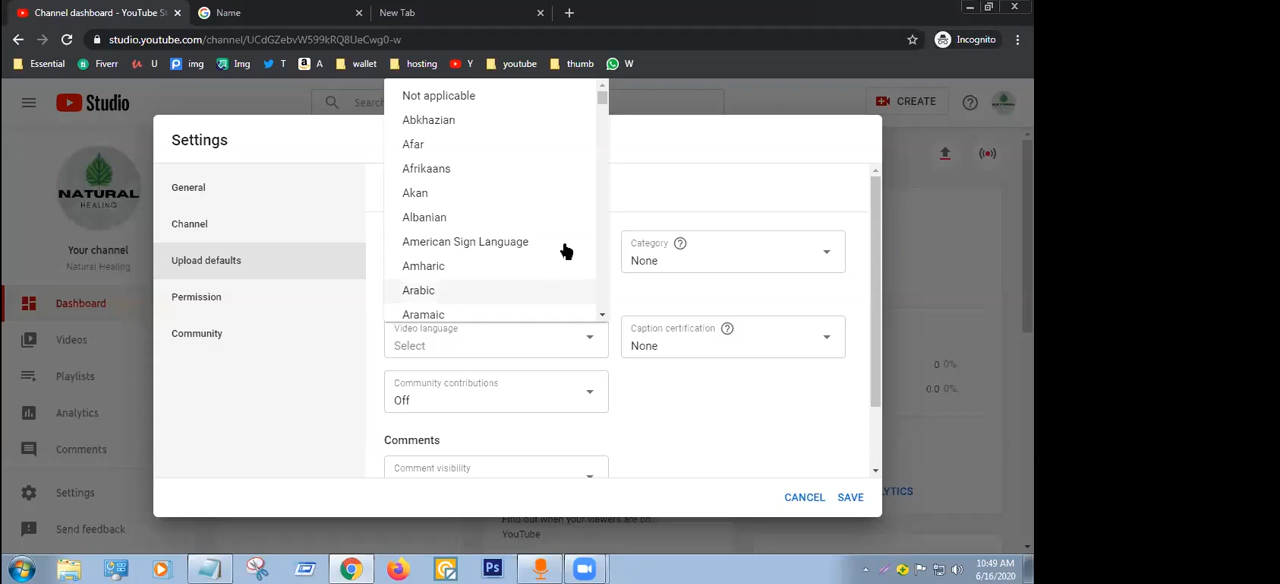 Channel dashboard - YouTube S
Name
New Tab
studio.youtube.com/channel/UCdGZebvW599kRQ8UeCwg0-w
Incognito
Essential
Fiverr
U
img
Img
T
A
wallet
hosting
Y
youtube
thumb
W
Studio
Search
CREATE
NATURAL
HEALING
Your channel
Natural Healing
Dashboard
Videos
Playlists
Analytics
Comments
Settings
Send feedback
Settings
General
Channel
Upload defaults
Permission
Community
Not applicable
Abkhazian
Afar
Afrikaans
Akan
Albanian
American Sign Language
Amharic
Arabic
Aramaic
Category
None
Video language
Select
Caption certification
None
Community contributions
Off
Comments
Comment visibility
CANCEL
SAVE
0 0%
0.0 0%
LYTICS
Find out when your viewers are on
YouTube
Ps
10:49 AM
6/16/2020